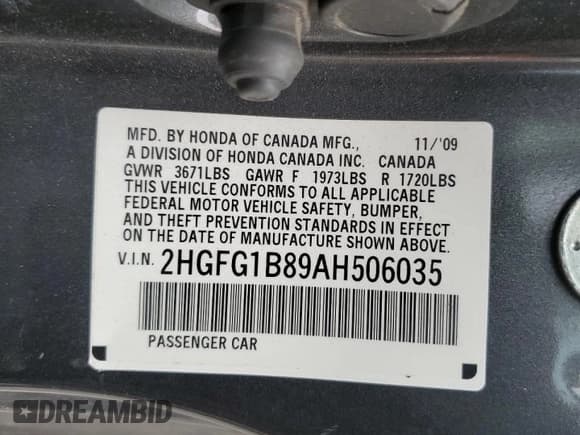 MFD. BY HONDA OF CANADA MFG., 11/'09
A DIVISION OF HONDA CANADA INC. CANADA
GVWR 3671LBS GAWR F 1973LBS R 1720LBS
THIS VEHICLE CONFORMS TO ALL APPLICABLE
FEDERAL MOTOR VEHICLE SAFETY, BUMPER,
AND THEFT PREVENTION STANDARDS IN EFFECT
ON THE DATE OF MANUFACTURE SHOWN ABOVE.
V.I.N. 2HGFG1B89AH506035
PASSENGER CAR
DREAMBID